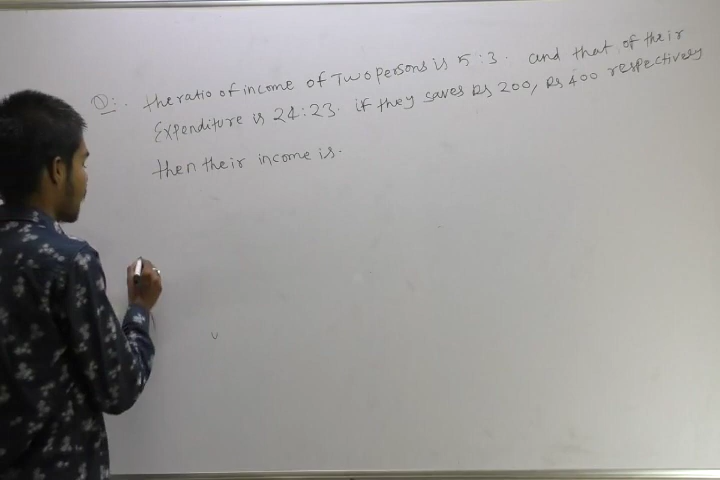 Q:. the ratio of income of Two persons is 5:3. and that of their
Expenditure is 24:23. if they saves Rs 200, Rs 400 respectively
then their income is.